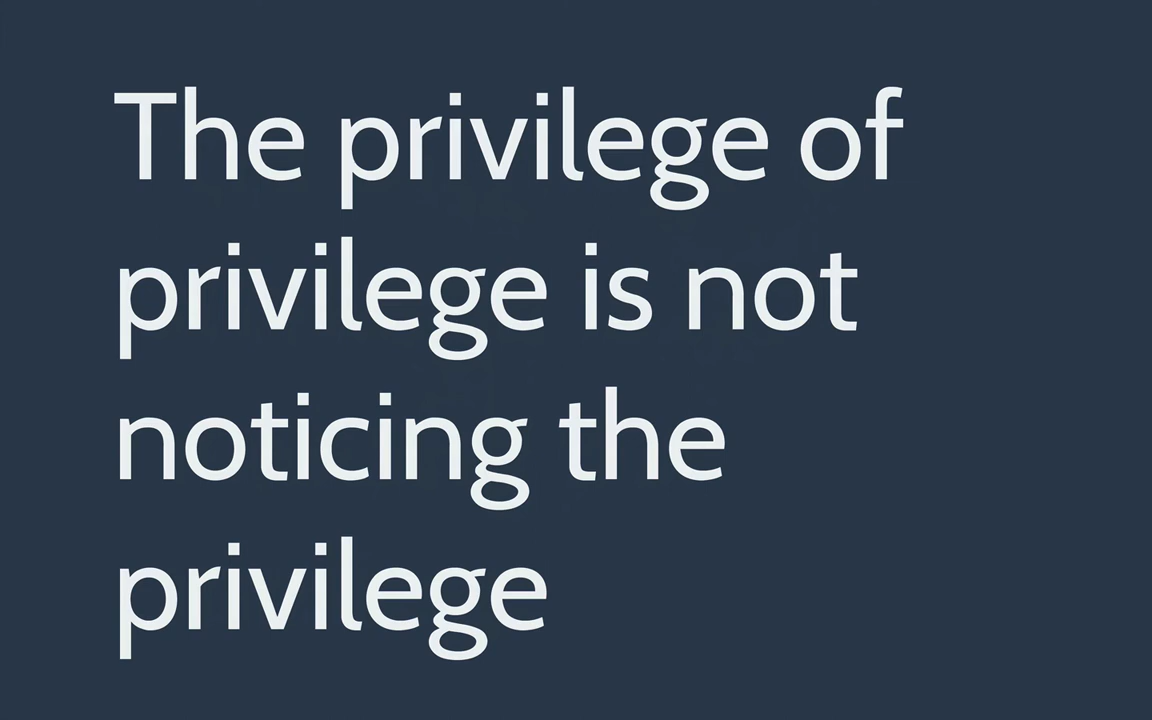 The privilege of
privilege is not
noticing the
privilege